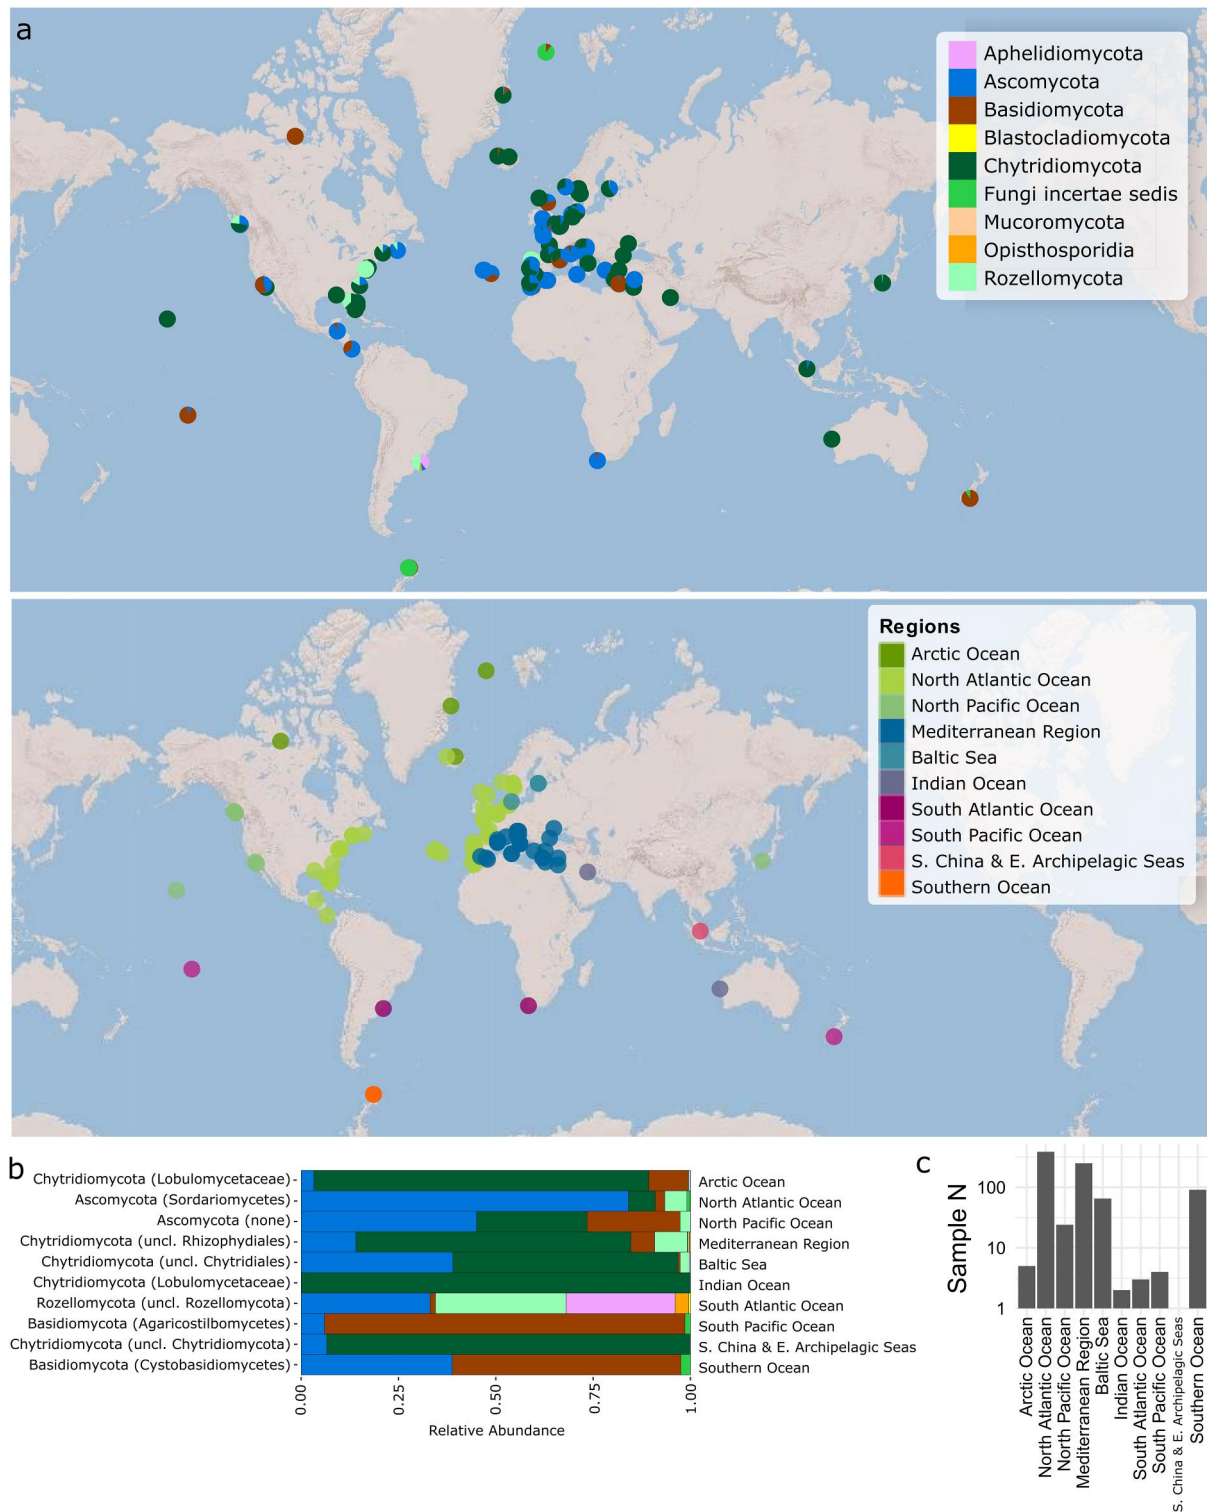 a
Aphelidiomycota
Ascomycota
Basidiomycota
Blastocladiomycota
Chytridiomycota
Fungi incertae sedis
Mucoromycota
Opisthosporidia
Rozellomycota
Regions
Arctic Ocean
North Atlantic Ocean
North Pacific Ocean
Mediterranean Region
Baltic Sea
Indian Ocean
South Atlantic Ocean
South Pacific Ocean
S. China & E. Archipelagic Seas
Southern Ocean
b
Chytridiomycota (Lobulomycetaceae) Arctic Ocean
Ascomycota (Sordariomycetes) North Atlantic Ocean
Ascomycota (none) North Pacific Ocean
Chytridiomycota (uncl. Rhizophydiales) Mediterranean Region
Chytridiomycota (uncl. Chytridiales) Baltic Sea
Chytridiomycota (Lobulomycetaceae) Indian Ocean
Rozellomycota (uncl. Rozellomycota) South Atlantic Ocean
Basidiomycota (Agaricostilbomycetes) South Pacific Ocean
Chytridiomycota (uncl. Chytridiomycota) S. China & E. Archipelagic Seas
Basidiomycota (Cystobasidiomycetes) Southern Ocean
0.00 0.25 0.50 0.75 1.00
Relative Abundance
c
Sample N
100
10
1
Arctic Ocean
North Atlantic Ocean
North Pacific Ocean
Mediterranean Region
Baltic Sea
Indian Ocean
South Atlantic Ocean
South Pacific Ocean
S. China & E. Archipelagic Seas
Southern Ocean